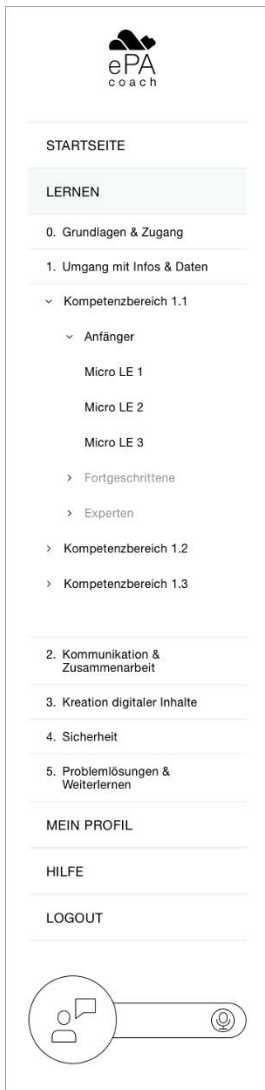 ePA
coach
STARTSEITE
LERNEN
0. Grundlagen & Zugang
1. Umgang mit Infos & Daten
Kompetenzbereich 1.1
Anfänger
Micro LE 1
Micro LE 2
Micro LE 3
Fortgeschrittene
Experten
Kompetenzbereich 1.2
Kompetenzbereich 1.3
2. Kommunikation &
Zusammenarbeit
3. Kreation digitaler Inhalte
4. Sicherheit
5. Problemlösungen &
Weiterlernen
MEIN PROFIL
HILFE
LOGOUT